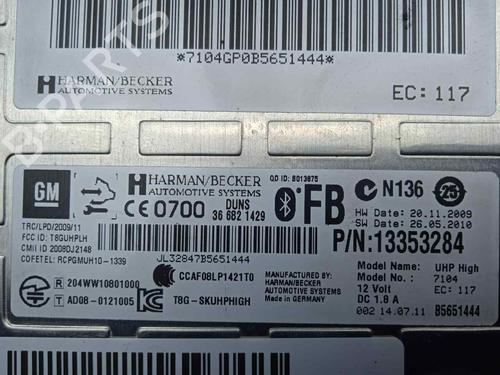 *7104GP0B5651444*
HARMAN/BECKER
AUTOMOTIVE SYSTEMS
EC: 117
B-PARTS
GM
HARMAN/BECKER
AUTOMOTIVE SYSTEMS
QD ID: B013875
FB
N136
25
CE 0700
DUNS
36 682 1429
HW Date: 20.11.2009
SW Date: 26.05.2010
TRC/LPD/2009/11
FCC ID: T8GUHPLH
CMII ID 2008DJ2148
COFETEL: RCPGMUH10-1339
JL32847B5651444
P/N:13353284
R 204WW10801000
T AD08-0121005
CCAF08LP1421T0
T8G-SKUHPHIGH
Manufactured by:
HARMAN/BECKER
AUTOMOTIVE SYSTEMS
Made in Germany
Model: UHP High
Model No.: 7104
12 Volt EC: 117
DC 1.8 A
002 14.07.11 B5651444